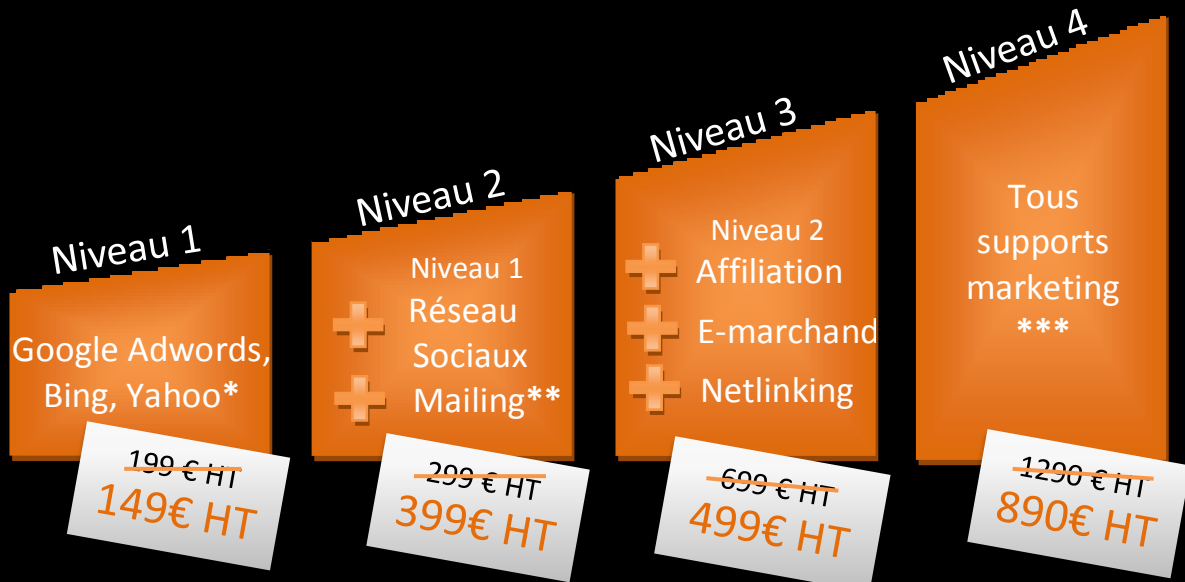 Niveau 1
Google Adwords,
Bing, Yahoo*
199 € HT
149€ HT
Niveau 2
Niveau 1
Réseau
Sociaux
Mailing**
299 € HT
399€ HT
Niveau 3
Niveau 2
Affiliation
E-marchand
Netlinking
699 € HT
499€ HT
Niveau 4
Tous
supports
marketing
***
1290 € HT
890€ HT